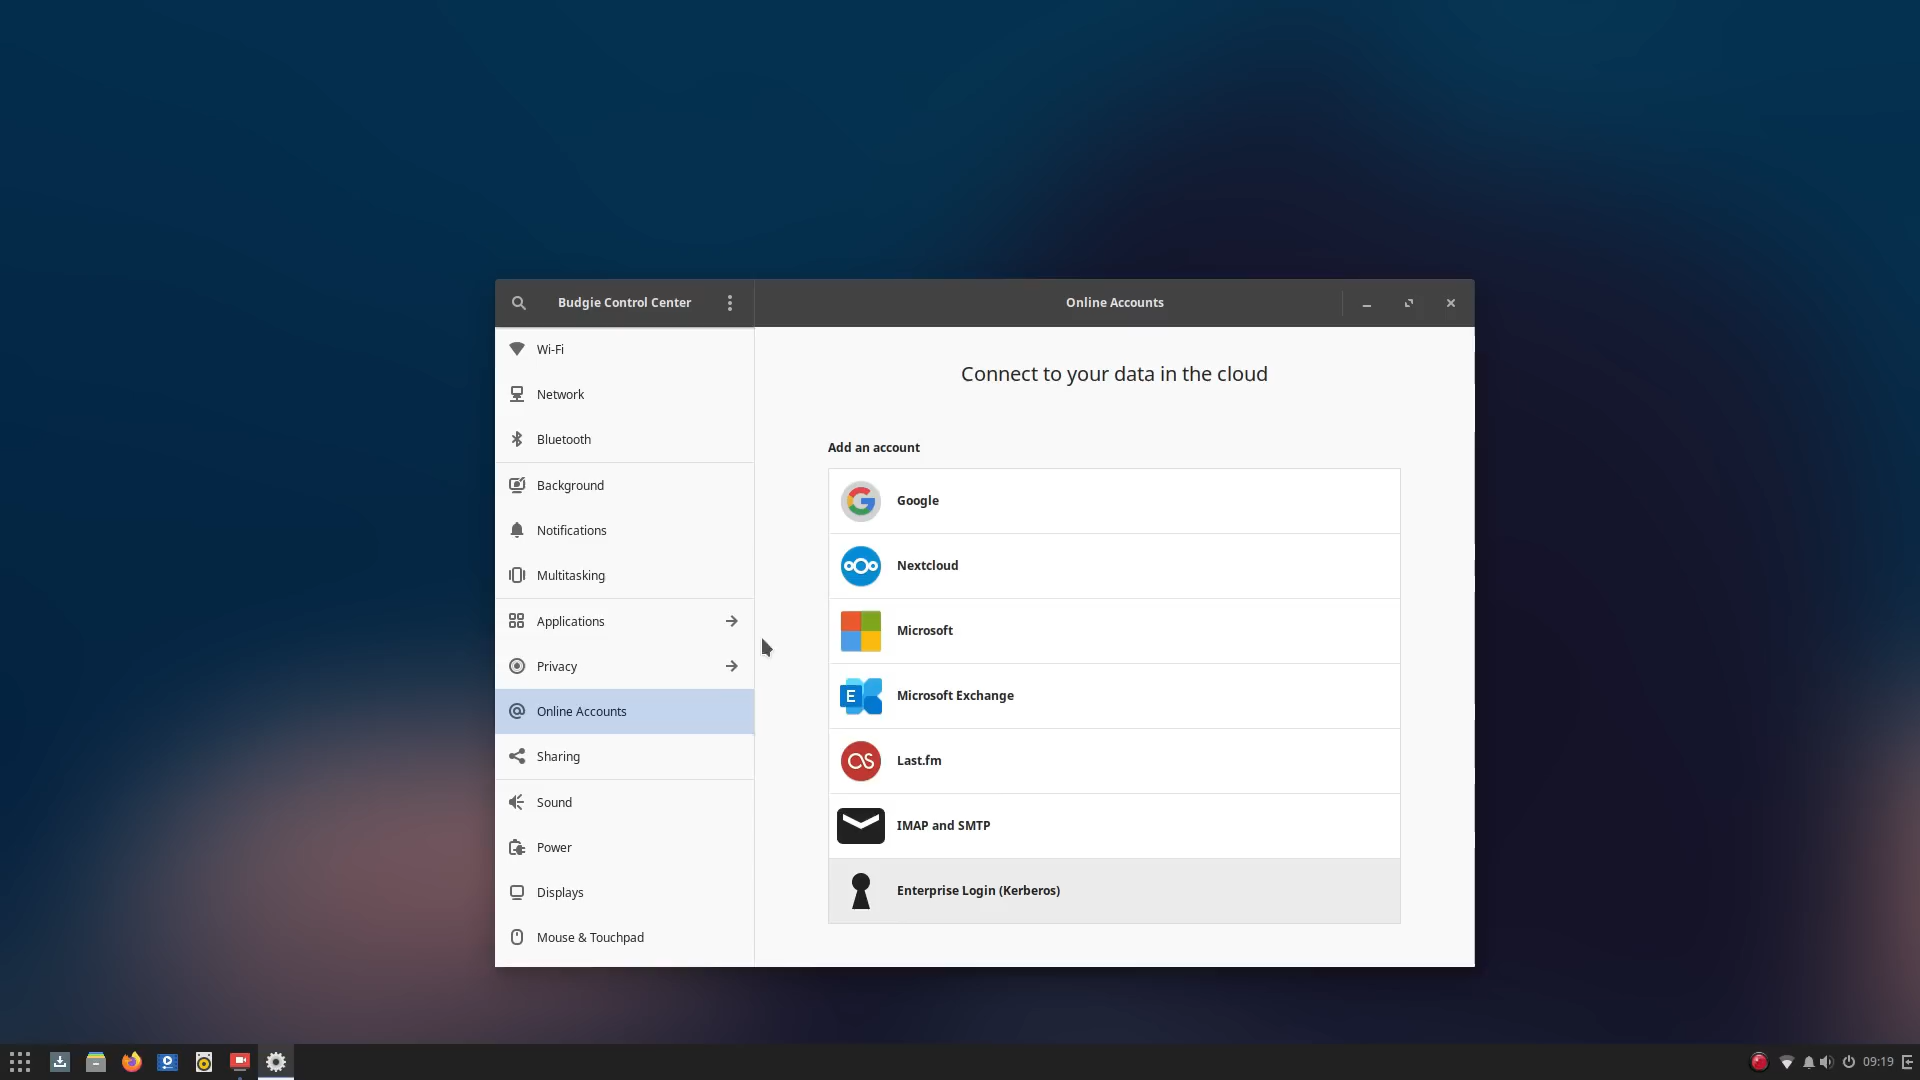 Budgie Control Center
Online Accounts
Wi-Fi
Network
Bluetooth
Background
Notifications
Multitasking
Applications
Privacy
Online Accounts
Sharing
Sound
Power
Displays
Mouse & Touchpad
Connect to your data in the cloud
Add an account
Google
Nextcloud
Microsoft
E
Microsoft Exchange
Last.fm
IMAP and SMTP
Enterprise Login (Kerberos)
09:19